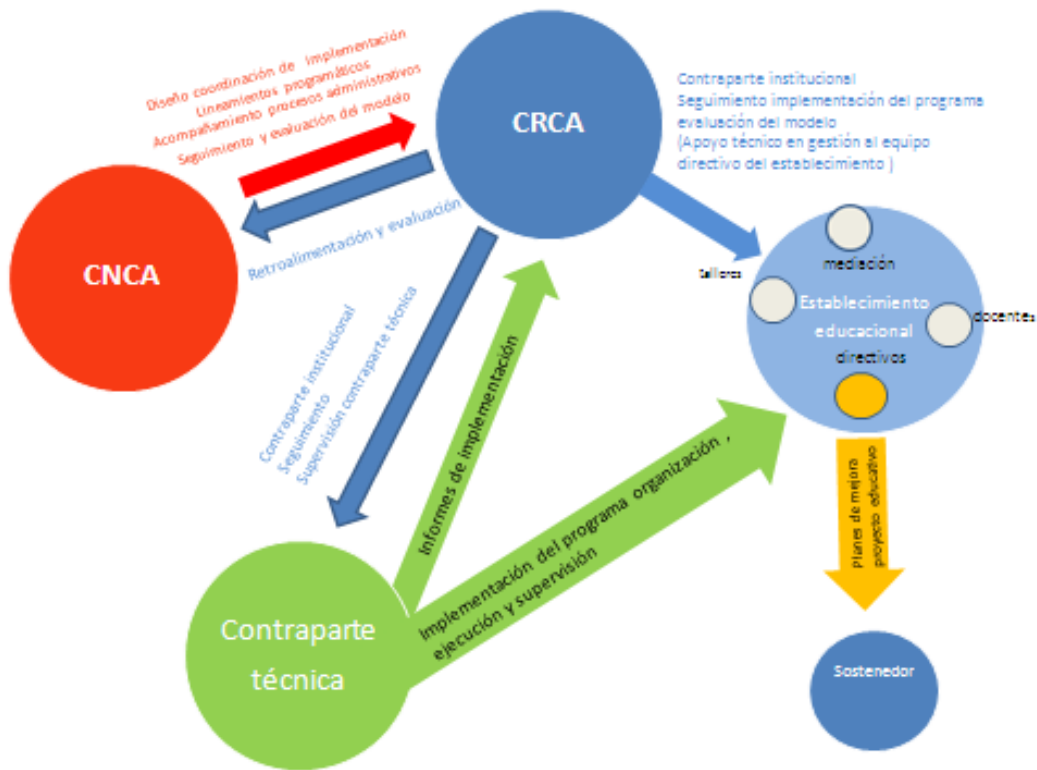 Diseño coordinación de implementación
Lineamientos programáticos
Acompañamiento procesos administrativos
Seguimiento y evaluación del modelo
CRCA
Contraparte institucional
Seguimiento implementación del programa
evaluación del modelo
(Apoyo técnico en gestión al equipo
directivo del establecimiento )
CNCA
Retroalimentación y evaluación
talleres
mediación
Establecimiento
educacional
docentes
directivos
Contraparte institucional
Seguimiento
Supervisión contraparte técnica
Informes de implementación
Implementación del programa organización ,
ejecución y supervisión
Planes de mejora
proyecto educativo
Contraparte
técnica
Sostenedor